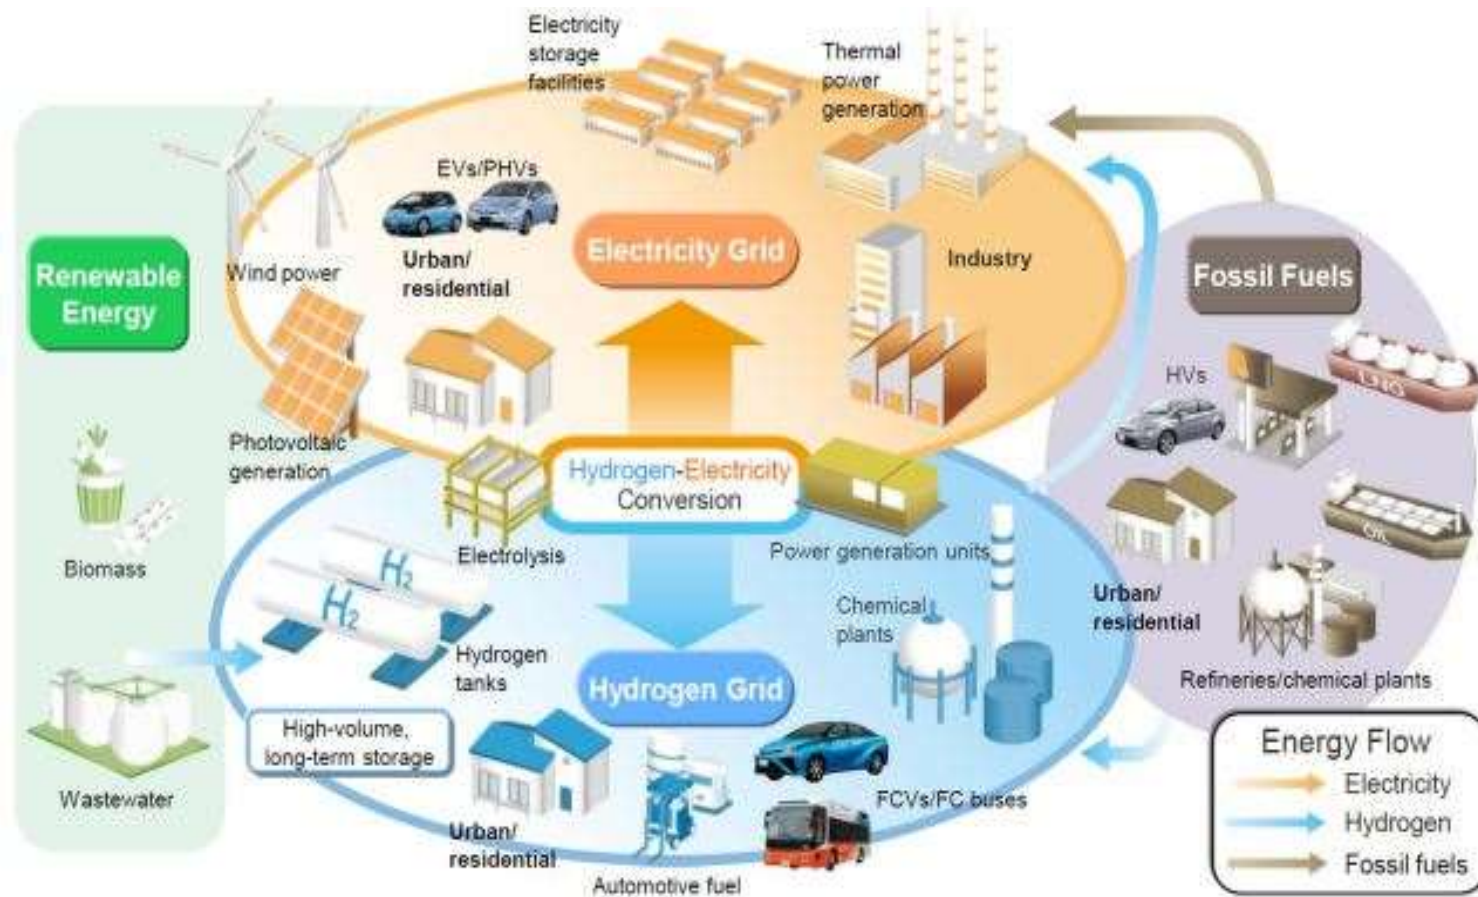 Electricity
storage
facilities
Thermal
power
generation
EVs/PHVs
Urban/
residential
Electricity Grid
Industry
Wind power
Renewable
Energy
Photovoltaic
generation
Biomass
Wastewater
Fossil Fuels
HVs
LNG
OIL
Urban/
residential
Refineries/chemical plants
Hydrogen-Electricity
Conversion
Electrolysis
Power generation units
H2
H2
Hydrogen
tanks
High-volume,
long-term storage
Chemical
plants
Hydrogen Grid
Urban/
residential
Automotive fuel
FCVs/FC buses
Energy Flow
Electricity
Hydrogen
Fossil fuels